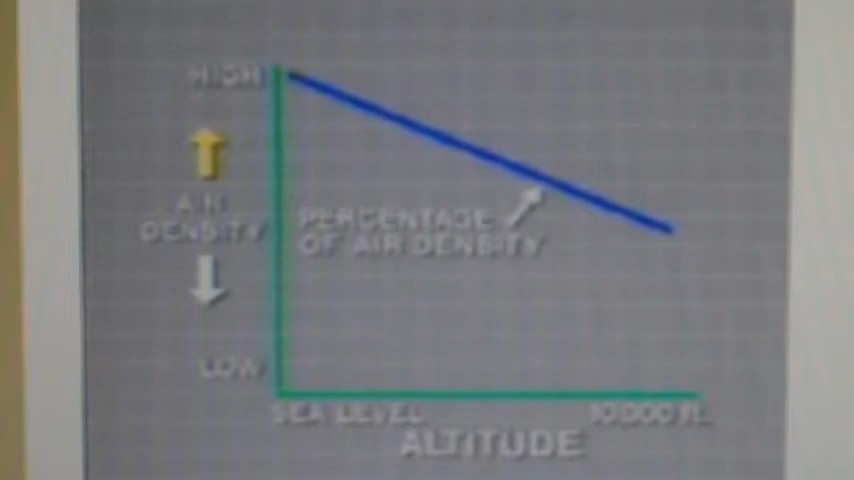 HIGH
AIR
DENSITY
PERCENTAGE
OF AIR DENSITY
LOW
SEA LEVEL
10,000 ft.
ALTITUDE